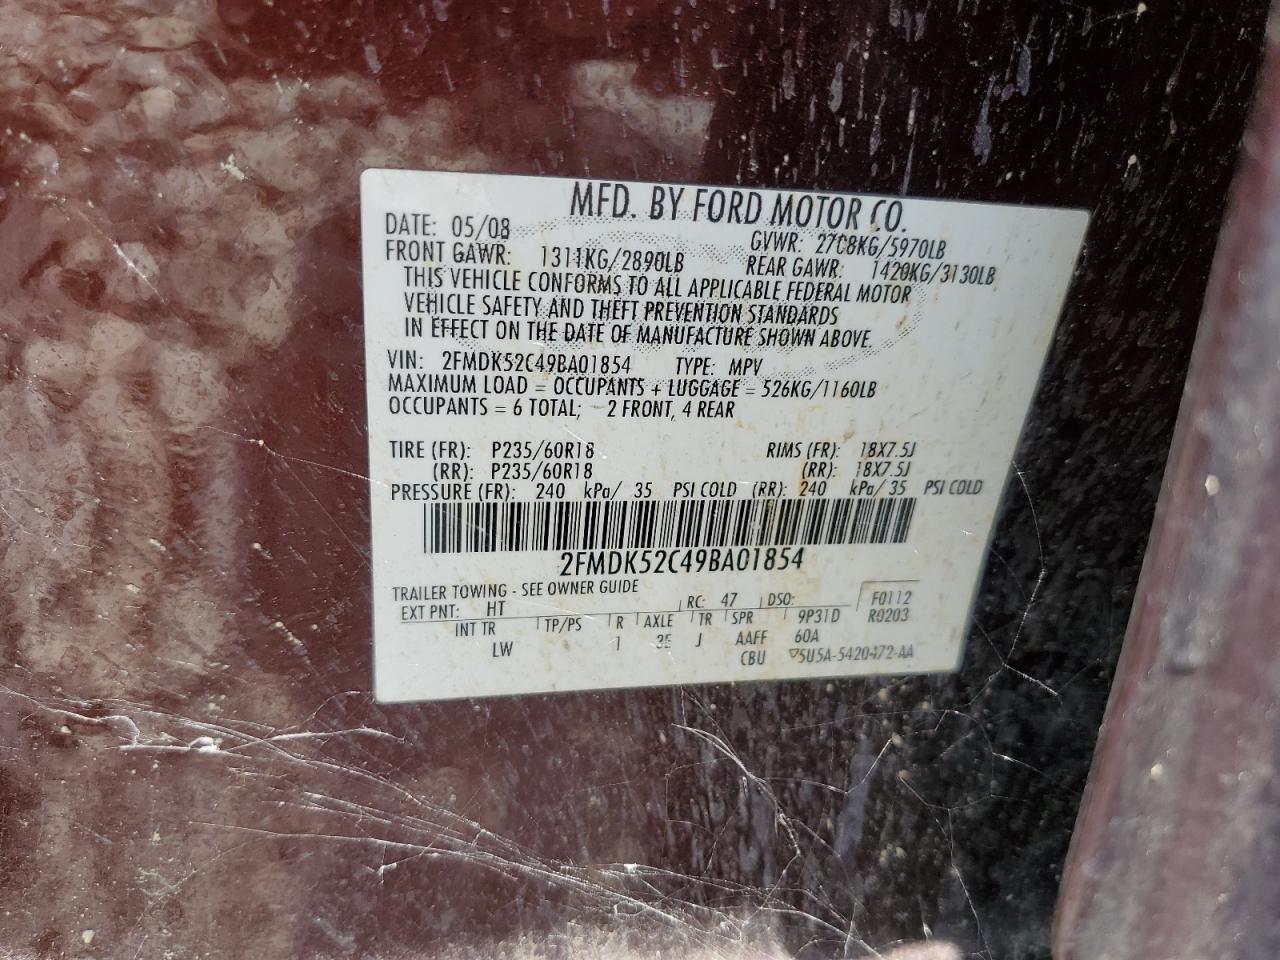 MFD. BY FORD MOTOR CO.
DATE: 05/08 GVWR: 2708KG/5970LB
FRONT GAWR: 1311KG/2890LB REAR GAWR: 1420KG/3130LB
THIS VEHICLE CONFORMS TO ALL APPLICABLE FEDERAL MOTOR
VEHICLE SAFETY AND THEFT PREVENTION STANDARDS
IN EFFECT ON THE DATE OF MANUFACTURE SHOWN ABOVE.
VIN: 2FMDK52C49BA01854 TYPE: MPV
MAXIMUM LOAD = OCCUPANTS + LUGGAGE = 526KG/1160LB
OCCUPANTS = 6 TOTAL; 2 FRONT, 4 REAR
TIRE (FR): P235/60R18 RIMS (FR): 18X7.5J
(RR): P235/60R18 (RR): 18X7.5J
PRESSURE (FR): 240 kPa/ 35 PSI COLD (RR): 240 kPa/ 35 PSI COLD
2FMDK52C49BA01854
TRAILER TOWING - SEE OWNER GUIDE
EXT PNT: HT RC: 47 DSO: F0112
INT TR TP/PS R AXLE TR SPR 9P31D R0203
LW 1 3E J AAFF 60A
CBU ▽5U5A-5420472-AA